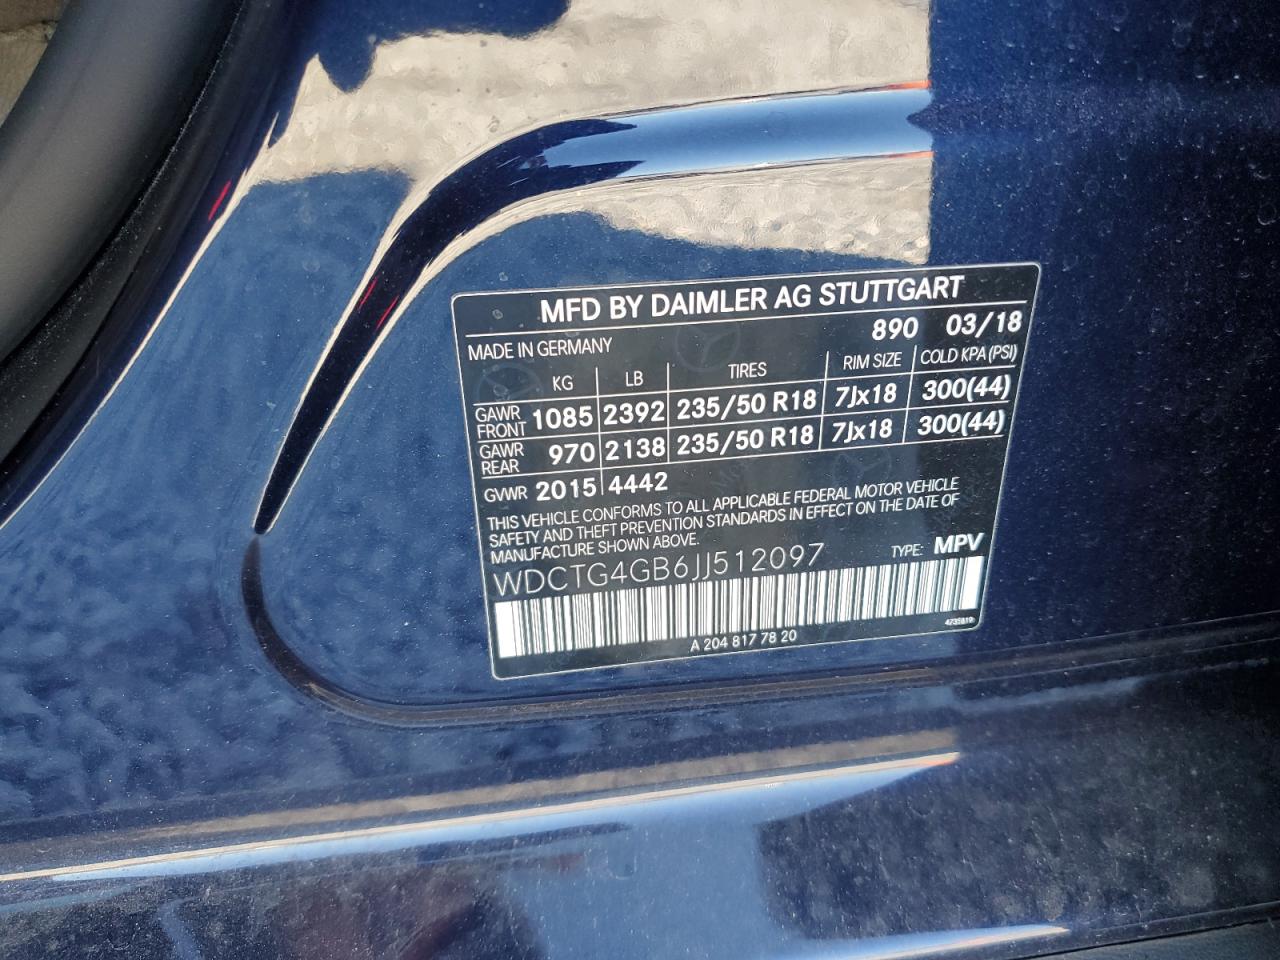 MFD BY DAIMLER AG STUTTGART
890 03/18
MADE IN GERMANY
KG LB TIRES RIM SIZE COLD KPA (PSI)
GAWR FRONT 1085 2392 235/50 R18 7Jx18 300(44)
GAWR REAR 970 2138 235/50 R18 7Jx18 300(44)
GVWR 2015 4442
THIS VEHICLE CONFORMS TO ALL APPLICABLE FEDERAL MOTOR VEHICLE
SAFETY AND THEFT PREVENTION STANDARDS IN EFFECT ON THE DATE OF
MANUFACTURE SHOWN ABOVE.
TYPE: MPV
WDCTG4GB6JJ512097
A 204 817 78 20